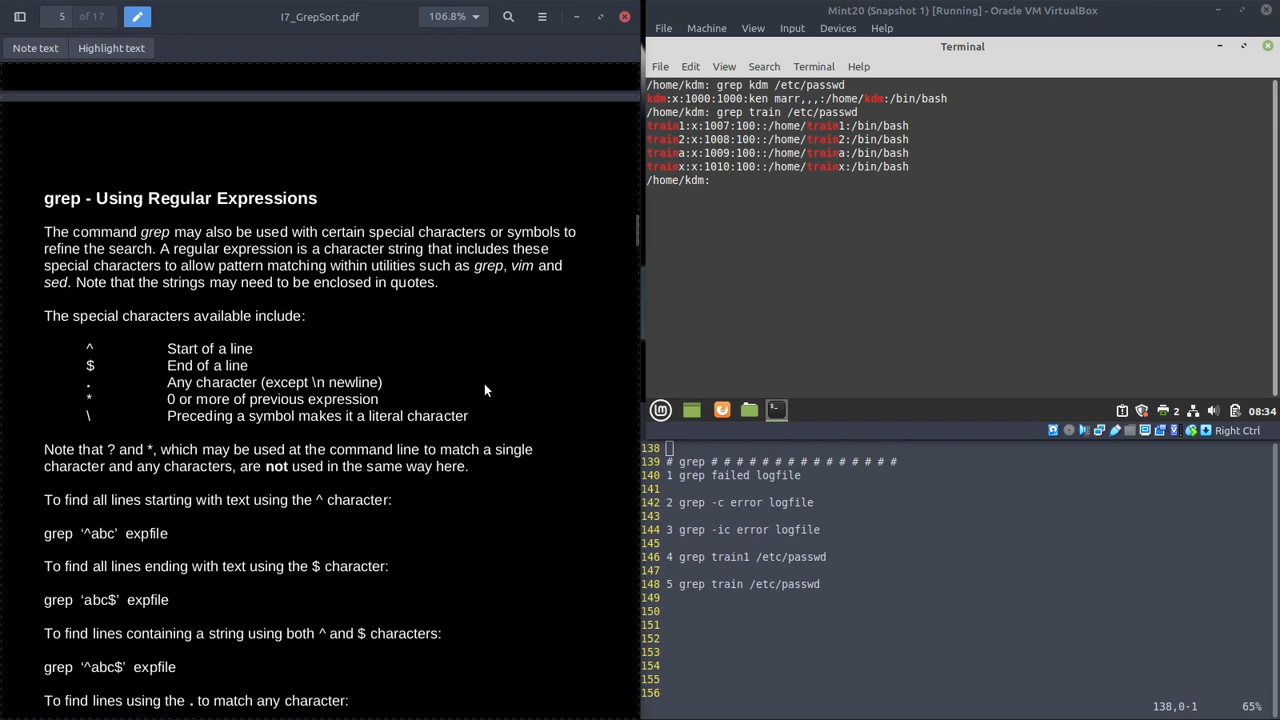 5 of 17
I7_GrepSort.pdf
106.8%
Note text
Highlight text
grep - Using Regular Expressions
The command grep may also be used with certain special characters or symbols to
refine the search. A regular expression is a character string that includes these
special characters to allow pattern matching within utilities such as grep, vim and
sed. Note that the strings may need to be enclosed in quotes.
The special characters available include:
^ Start of a line
$ End of a line
. Any character (except \n newline)
* 0 or more of previous expression
\ Preceding a symbol makes it a literal character
Note that ? and *, which may be used at the command line to match a single
character and any characters, are not used in the same way here.
To find all lines starting with text using the ^ character:
grep ‘^abc’ expfile
To find all lines ending with text using the $ character:
grep ‘abc$’ expfile
To find lines containing a string using both ^ and $ characters:
grep ‘^abc$’ expfile
To find lines using the . to match any character:
Mint20 (Snapshot 1) [Running] - Oracle VM VirtualBox
File Machine View Input Devices Help
Terminal
File Edit View Search Terminal Help
/home/kdm: grep kdm /etc/passwd
kdm:x:1000:1000:ken marr,,,:/home/kdm:/bin/bash
/home/kdm: grep train /etc/passwd
train1:x:1007:100::/home/train1:/bin/bash
train2:x:1008:100::/home/train2:/bin/bash
traina:x:1009:100::/home/traina:/bin/bash
trainx:x:1010:100::/home/trainx:/bin/bash
/home/kdm:
2 08:34
Right Ctrl
138
139 # grep # # # # # # # # # # # # # # #
140 1 grep failed logfile
141
142 2 grep -c error logfile
143
144 3 grep -ic error logfile
145
146 4 grep train1 /etc/passwd
147
148 5 grep train /etc/passwd
149
150
151
152
153
154
155
156
138,0-1 65%